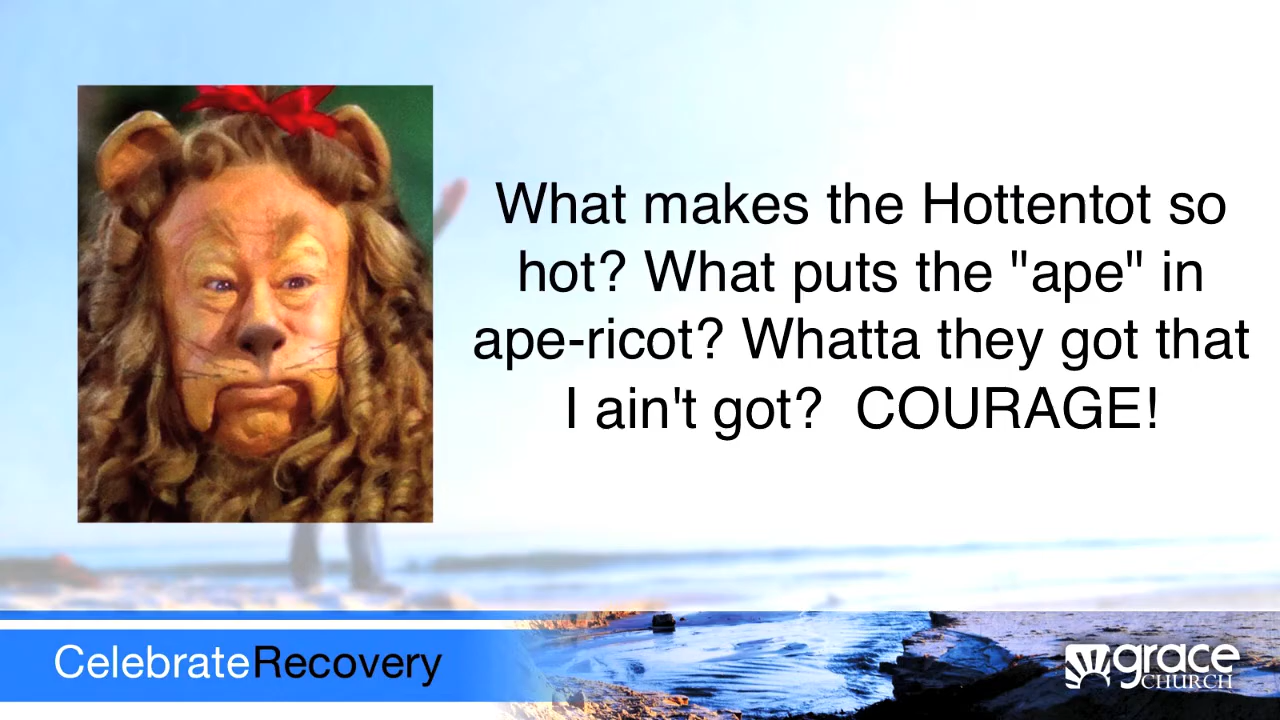 What makes the Hottentot so
hot? What puts the "ape" in
ape-ricot? Whatta they got that
I ain't got?  COURAGE!
CelebrateRecovery
grace
CHURCH